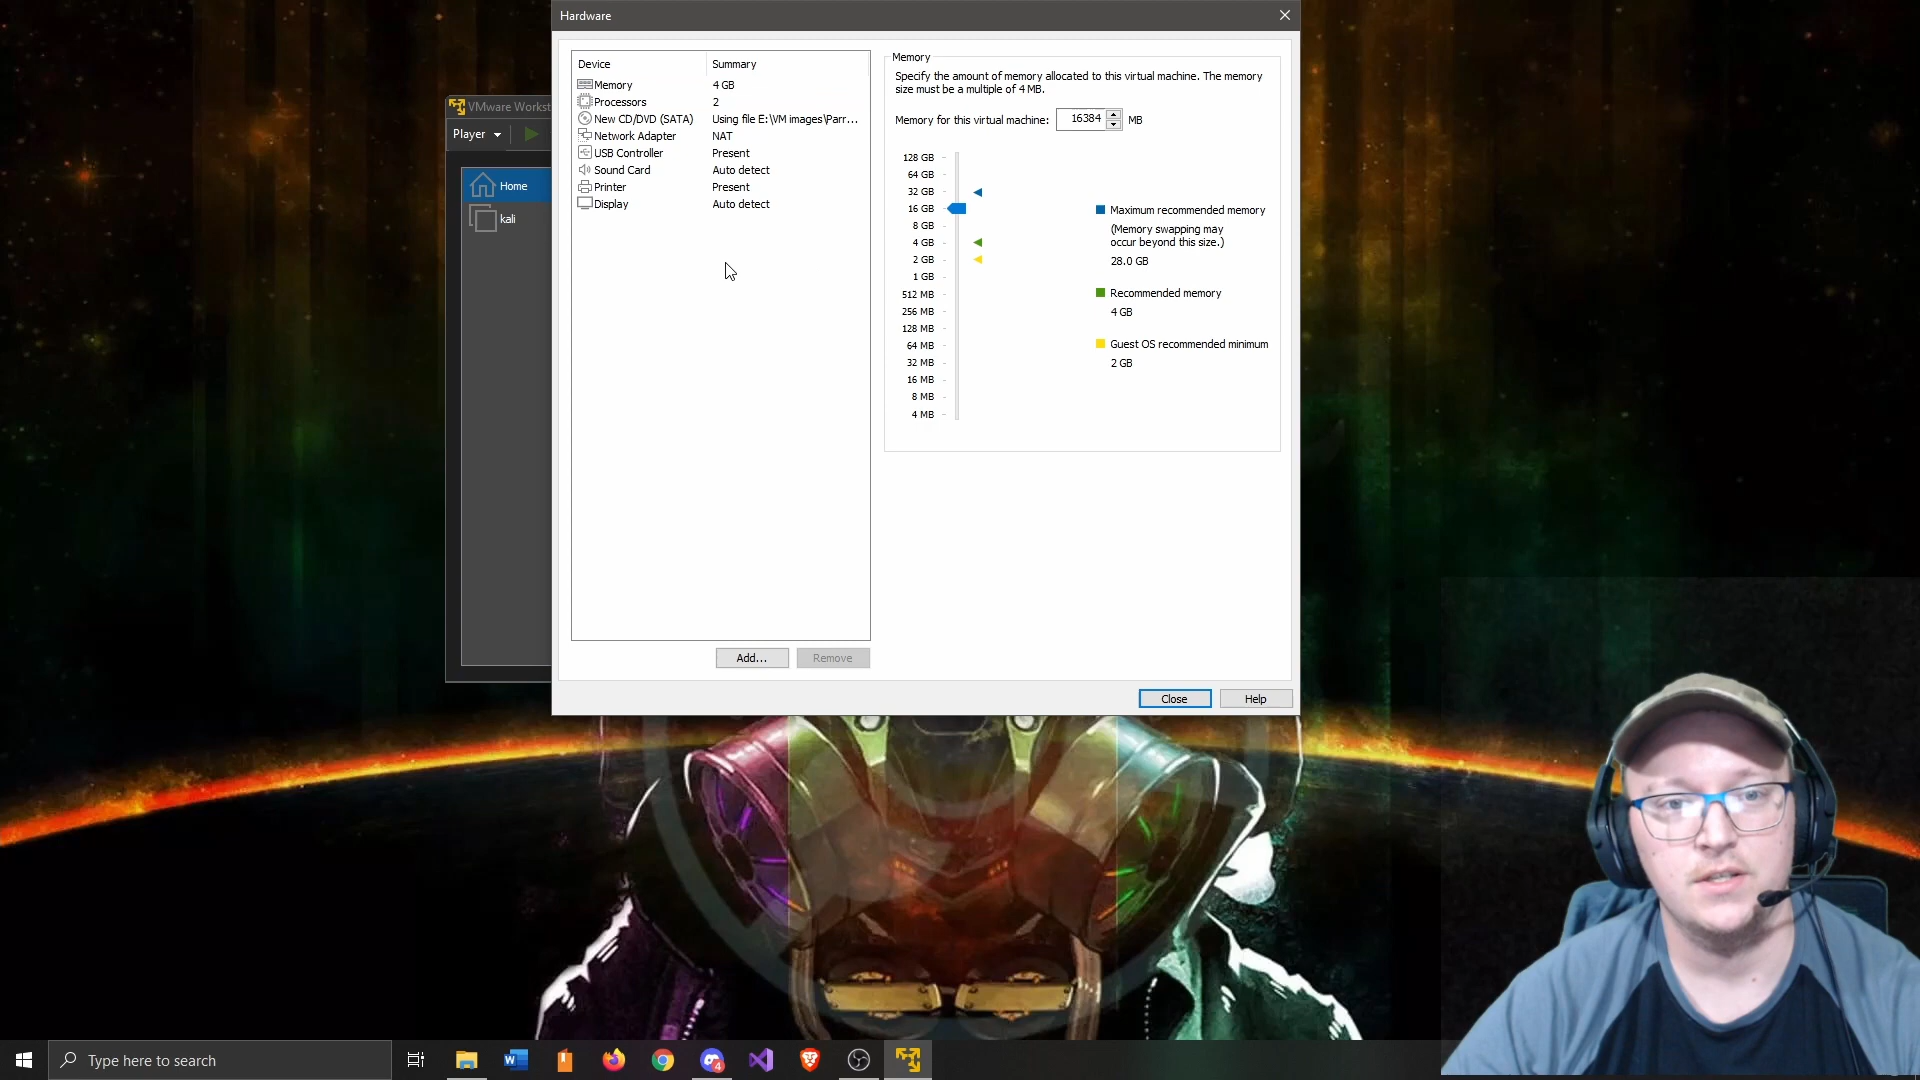 Hardware
Device Summary
Memory 4 GB
Processors 2
New CD/DVD (SATA) Using file E:\VM images\Parr...
Network Adapter NAT
USB Controller Present
Sound Card Auto detect
Printer Present
Display Auto detect
Add...
Remove
Memory
Specify the amount of memory allocated to this virtual machine. The memory
size must be a multiple of 4 MB.
Memory for this virtual machine: 16384 MB
128 GB
64 GB
32 GB
16 GB
8 GB
4 GB
2 GB
1 GB
512 MB
256 MB
128 MB
64 MB
32 MB
16 MB
8 MB
4 MB
Maximum recommended memory
(Memory swapping may
occur beyond this size.)
28.0 GB
Recommended memory
4 GB
Guest OS recommended minimum
2 GB
Close
Help
VMware Workst
Player
Home
kali
Type here to search
4